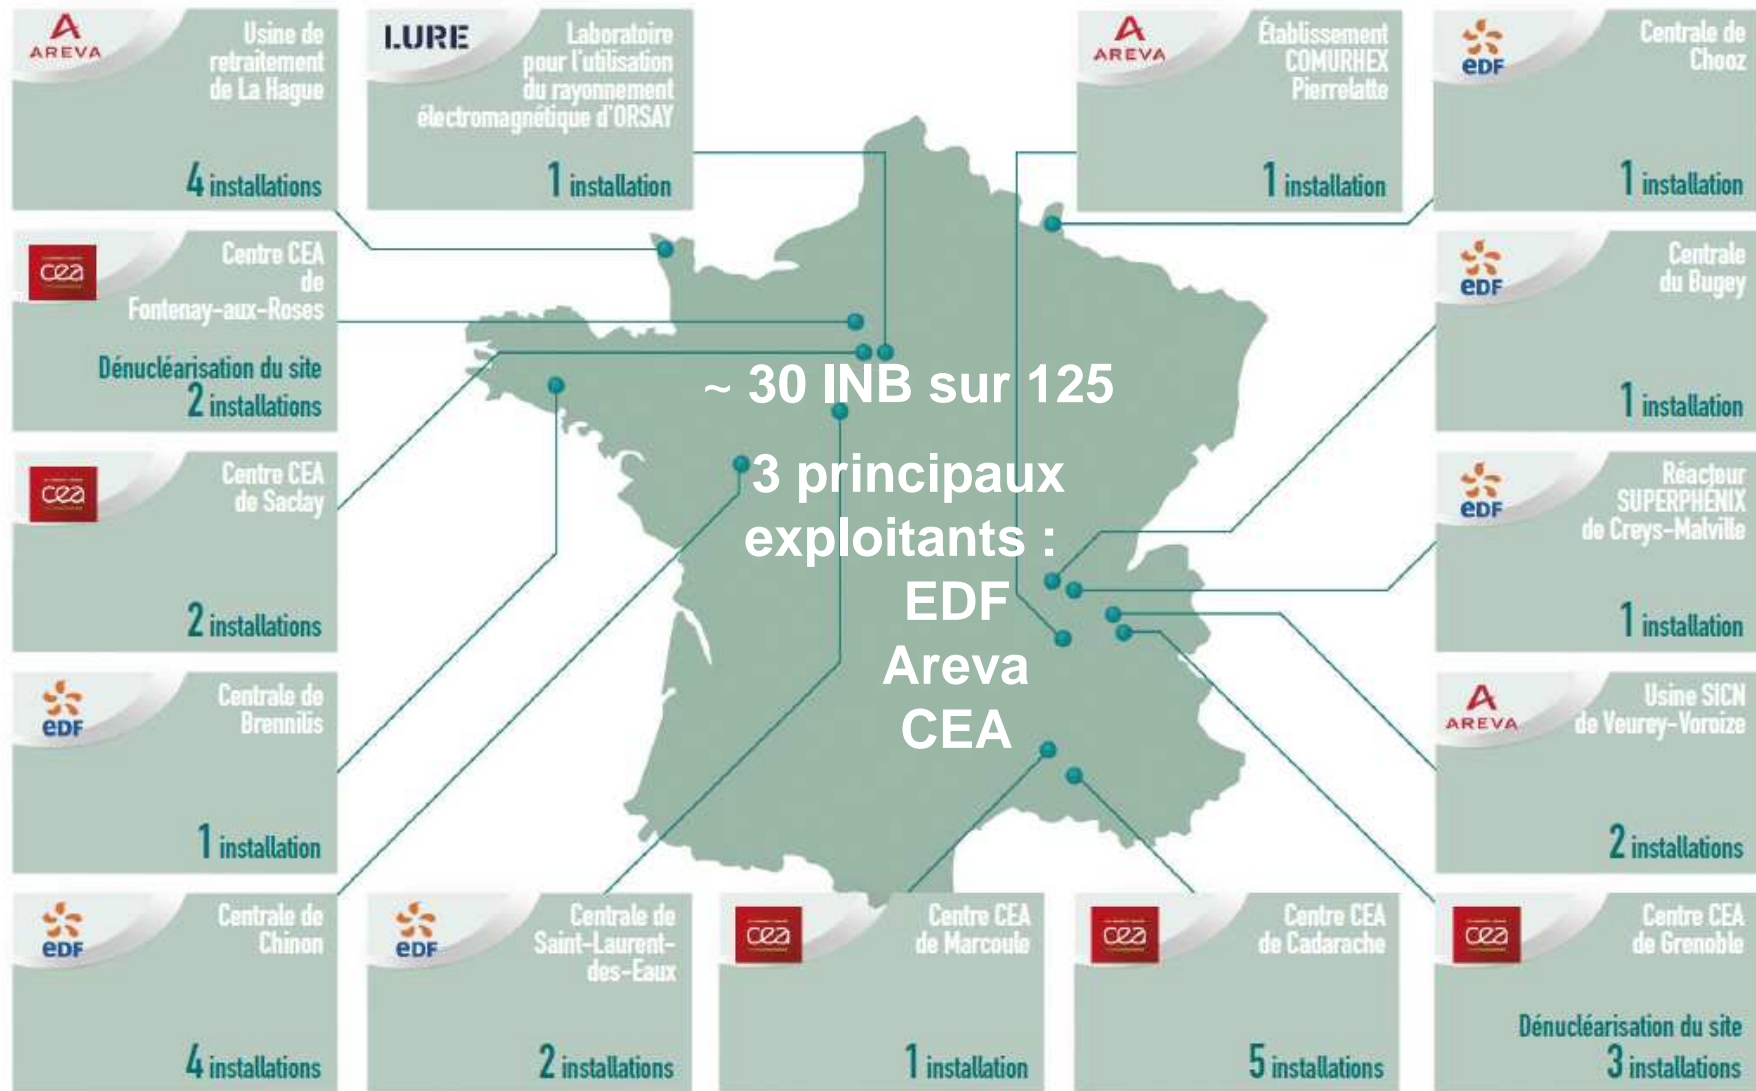 AREVA
Usine de
retraitement
de La Hague
4 installations
LURE
Laboratoire
pour l'utilisation
du rayonnement
électromagnétique d'ORSAY
1 installation
AREVA
Établissement
COMURHEX
Pierrelatte
1 installation
eDF
Centrale de
Chooz
1 installation
cea
Centre CEA
de
Fontenay-aux-Roses
Dénucléarisation du site
2 installations
eDF
Centrale
du Bugey
1 installation
cea
Centre CEA
de Saclay
2 installations
eDF
Réacteur
SUPERPHÉNIX
de Creys-Malville
1 installation
~ 30 INB sur 125
3 principaux
exploitants :
EDF
Areva
CEA
eDF
Centrale de
Brennilis
1 installation
AREVA
Usine SICN
de Veurey-Voroize
2 installations
eDF
Centrale de
Chinon
4 installations
eDF
Centrale de
Saint-Laurent-
des-Eaux
2 installations
cea
Centre CEA
de Marcoule
1 installation
cea
Centre CEA
de Cadarache
5 installations
cea
Centre CEA
de Grenoble
Dénucléarisation du site
3 installations